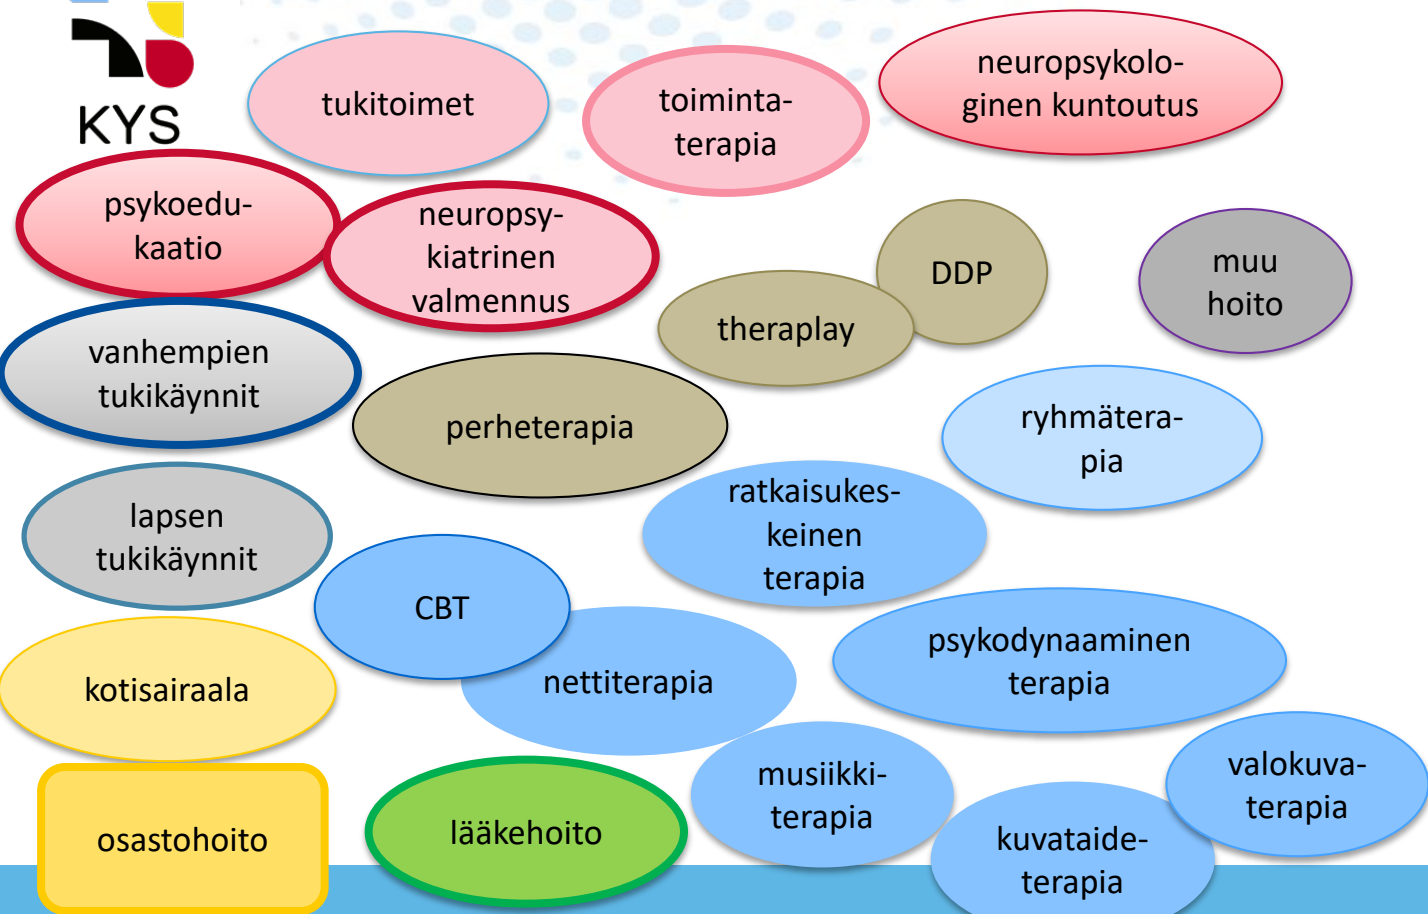 KYS
tukitoimet
toiminta-
terapia
neuropsykolo-
ginen kuntoutus
psykoedu-
kaatio
neuropsy-
kiatrinen
valmennus
DDP
muu
hoito
theraplay
vanhempien
tukikäynnit
perheterapia
ryhmätera-
pia
lapsen
tukikäynnit
ratkaisukes-
keinen
terapia
CBT
nettiterapia
psykodynaaminen
terapia
kotisairaala
musiikki-
terapia
valokuva-
terapia
osastohoito
lääkehoito
kuvataide-
terapia